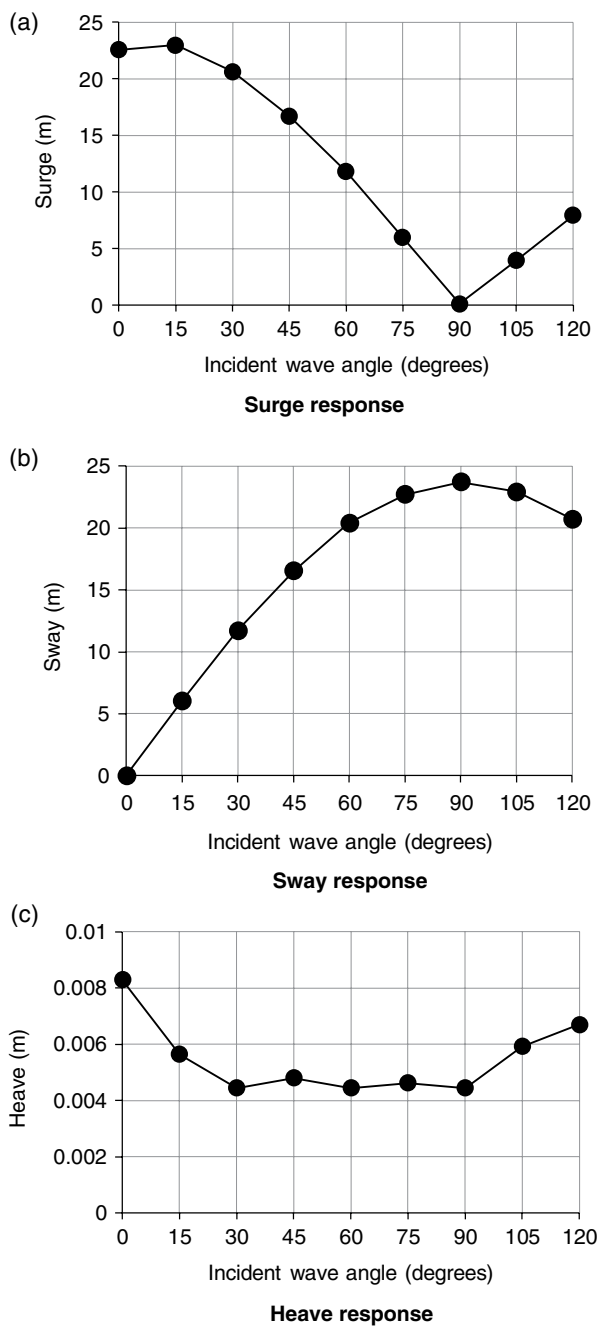 (a)
25
20
15
10
5
0
Surge (m)
0 15 30 45 60 75 90 105 120
Incident wave angle (degrees)
Surge response
(b)
25
20
15
10
5
0
Sway (m)
0 15 30 45 60 75 90 105 120
Incident wave angle (degrees)
Sway response
(c)
0.01
0.008
0.006
0.004
0.002
0
Heave (m)
0 15 30 45 60 75 90 105 120
Incident wave angle (degrees)
Heave response